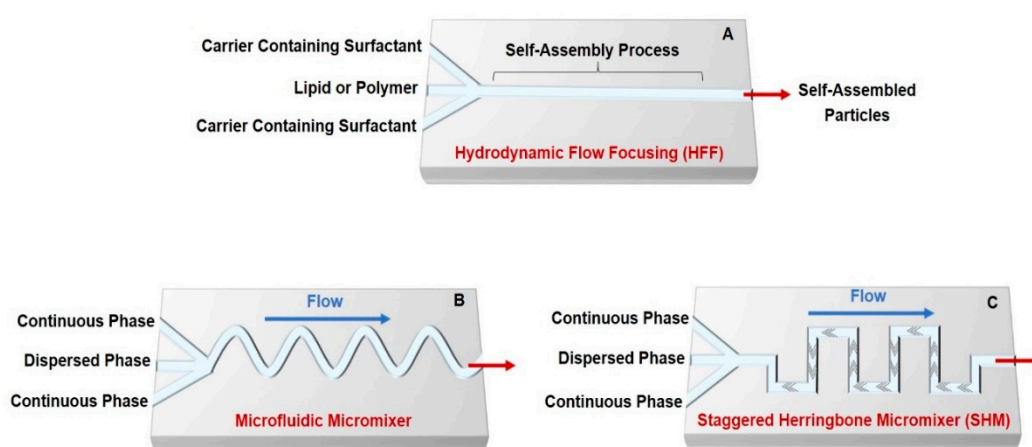 A
Carrier Containing Surfactant
Self-Assembly Process
Lipid or Polymer
Self-Assembled
Particles
Carrier Containing Surfactant
Hydrodynamic Flow Focusing (HFF)
B
Flow
Continuous Phase
Dispersed Phase
Continuous Phase
Microfluidic Micromixer
C
Flow
Continuous Phase
Dispersed Phase
Continuous Phase
Staggered Herringbone Micromixer (SHM)